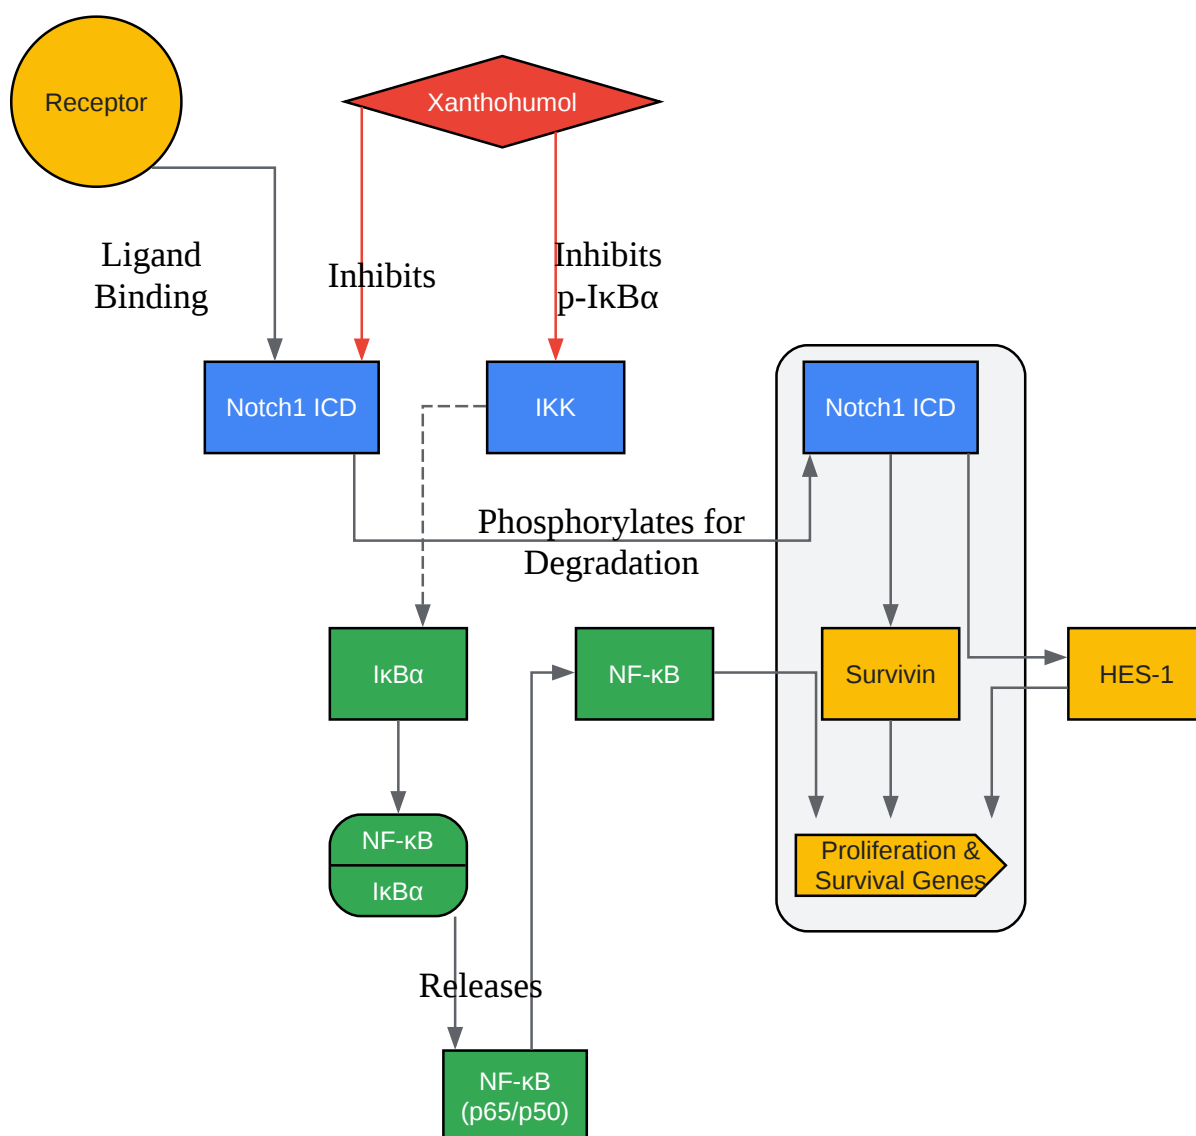 Receptor
Xanthohumol
Ligand
Binding
Inhibits
Inhibits
p-IκBα
Notch1 ICD
IKK
Notch1 ICD
Phosphorylates for
Degradation
IκBα
NF-κB
Survivin
HES-1
NF-κB
IκBα
Proliferation &
Survival Genes
Releases
NF-κB
(p65/p50)